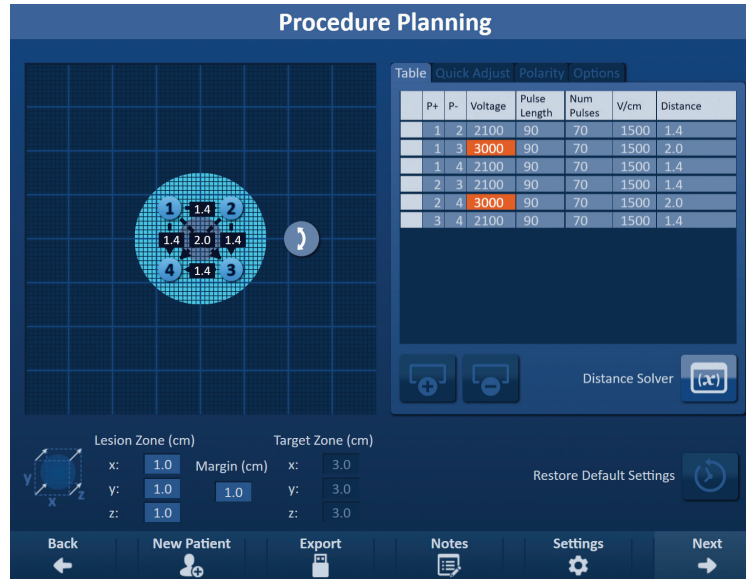 Procedure Planning
Table Quick Adjust Polarity Options
P+ P- Voltage Pulse Length Num Pulses V/cm Distance
1 2 2100 90 70 1500 1.4
1 3 3000 90 70 1500 2.0
1 4 2100 90 70 1500 1.4
2 3 2100 90 70 1500 1.4
2 4 3000 90 70 1500 2.0
3 4 2100 90 70 1500 1.4
1 1.4 2
1.4 2.0 1.4
4 1.4 3
Distance Solver (x)
Lesion Zone (cm) Target Zone (cm)
x: 1.0 Margin (cm) x: 3.0
y: 1.0 1.0 y: 3.0
z: 1.0 z: 3.0
y x z
Restore Default Settings
Back New Patient Export Notes Settings Next